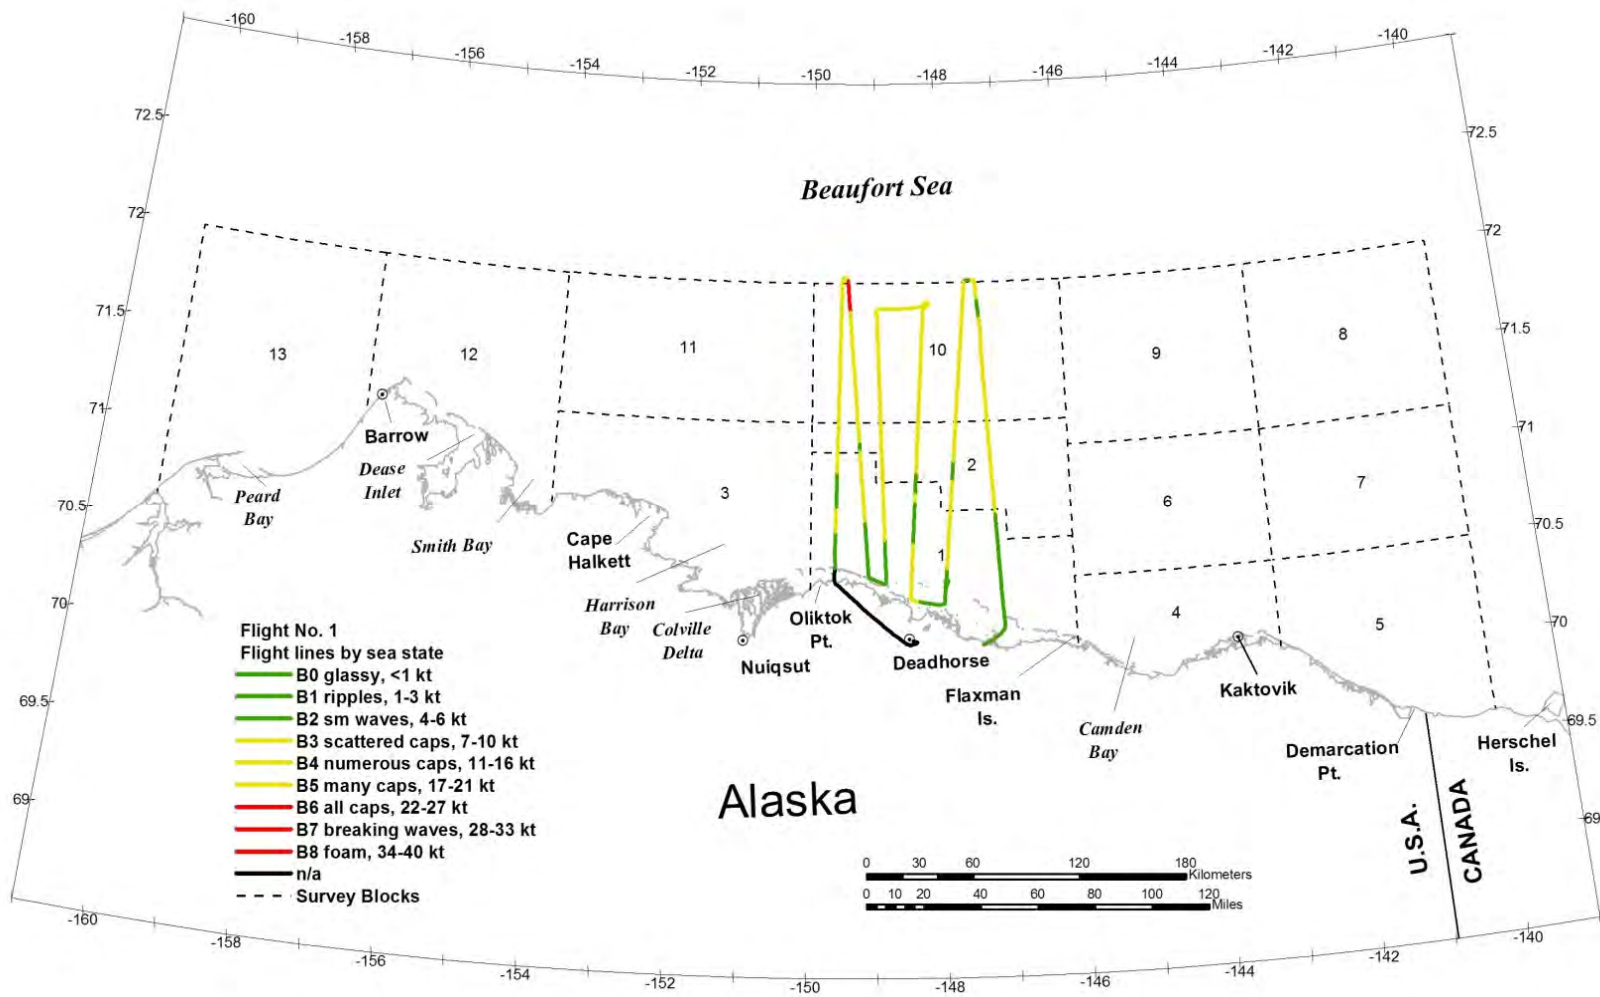 -160
-158
-156
-154
-152
-150
-148
-146
-144
-142
-140
72.5
72.5
Beaufort Sea
72
72
71.5
71.5
13
12
11
10
9
8
71
71
Barrow
Dease
Inlet
Peard
Bay
Smith Bay
3
2
6
7
70.5
70.5
Cape
Halkett
1
Harrison
Bay
Colville
Delta
Oliktok
Pt.
Nuiqsut
Deadhorse
Flaxman
Is.
4
5
70
70
Kaktovik
Camden
Bay
Demarcation
Pt.
Herschel
Is.
69.5
69.5
Flight No. 1
Flight lines by sea state
B0 glassy, <1 kt
B1 ripples, 1-3 kt
B2 sm waves, 4-6 kt
B3 scattered caps, 7-10 kt
B4 numerous caps, 11-16 kt
B5 many caps, 17-21 kt
B6 all caps, 22-27 kt
B7 breaking waves, 28-33 kt
B8 foam, 34-40 kt
n/a
Survey Blocks
Alaska
U.S.A.
CANADA
69
69
0 30 60 120 180
Kilometers
0 10 20 40 60 80 100 120
Miles
-160
-158
-156
-154
-152
-150
-148
-146
-144
-142
-140